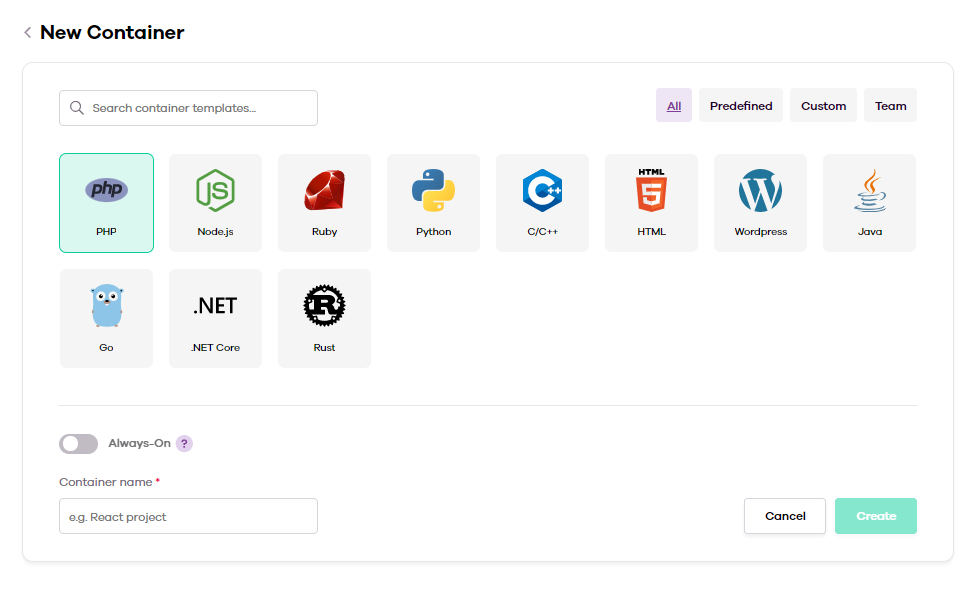 New Container
Search container templates...
All Predefined Custom Team
php JS HTML 5 C++ W
PHP Node.js Ruby Python C/C++ HTML Wordpress Java
.NET R
Go .NET Core Rust
Always-On ?
Container name *
e.g. React project
Cancel Create